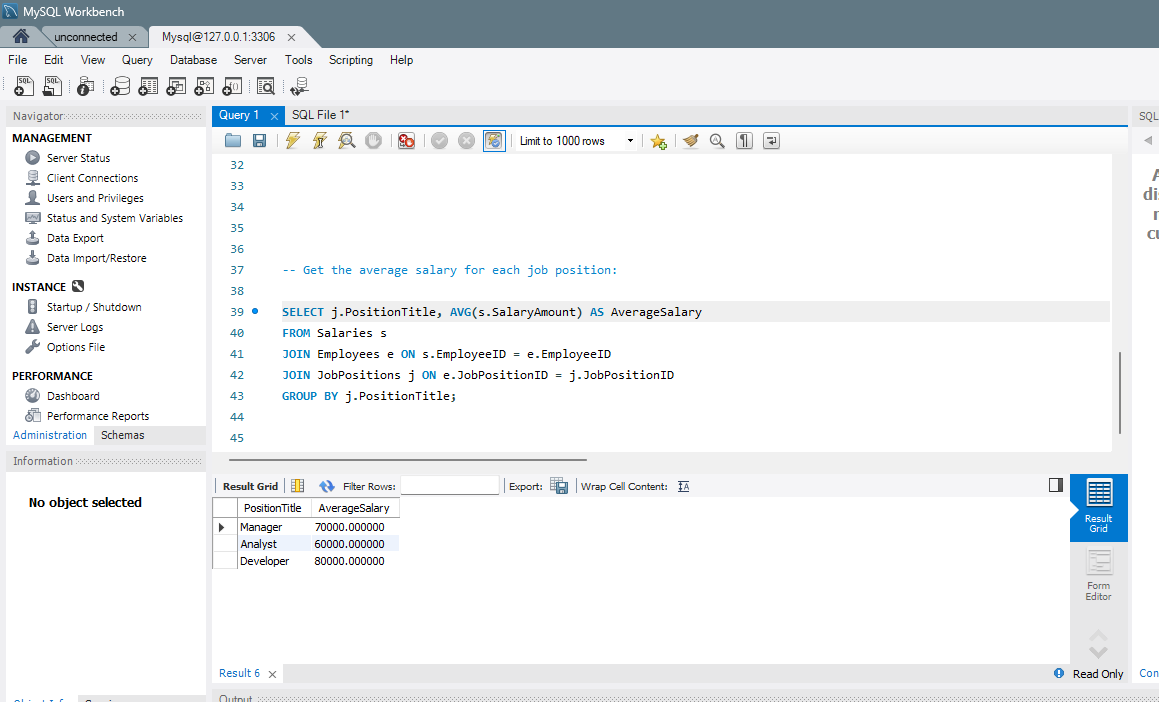 MySQL Workbench
unconnected
Mysql@127.0.0.1:3306
File Edit View Query Database Server Tools Scripting Help
Navigator
MANAGEMENT
Server Status
Client Connections
Users and Privileges
Status and System Variables
Data Export
Data Import/Restore
INSTANCE
Startup / Shutdown
Server Logs
Options File
PERFORMANCE
Dashboard
Performance Reports
Administration Schemas
Information
No object selected
Query 1
SQL File 1*
Limit to 1000 rows
32
33
34
35
36
37 -- Get the average salary for each job position:
38
39 SELECT j.PositionTitle, AVG(s.SalaryAmount) AS AverageSalary
40 FROM Salaries s
41 JOIN Employees e ON s.EmployeeID = e.EmployeeID
42 JOIN JobPositions j ON e.JobPositionID = j.JobPositionID
43 GROUP BY j.PositionTitle;
44
45
Result Grid Filter Rows: Export: Wrap Cell Content:
PositionTitle AverageSalary
Manager 70000.000000
Analyst 60000.000000
Developer 80000.000000
Result
Grid
Form
Editor
Result 6
Read Only
Output
SQL